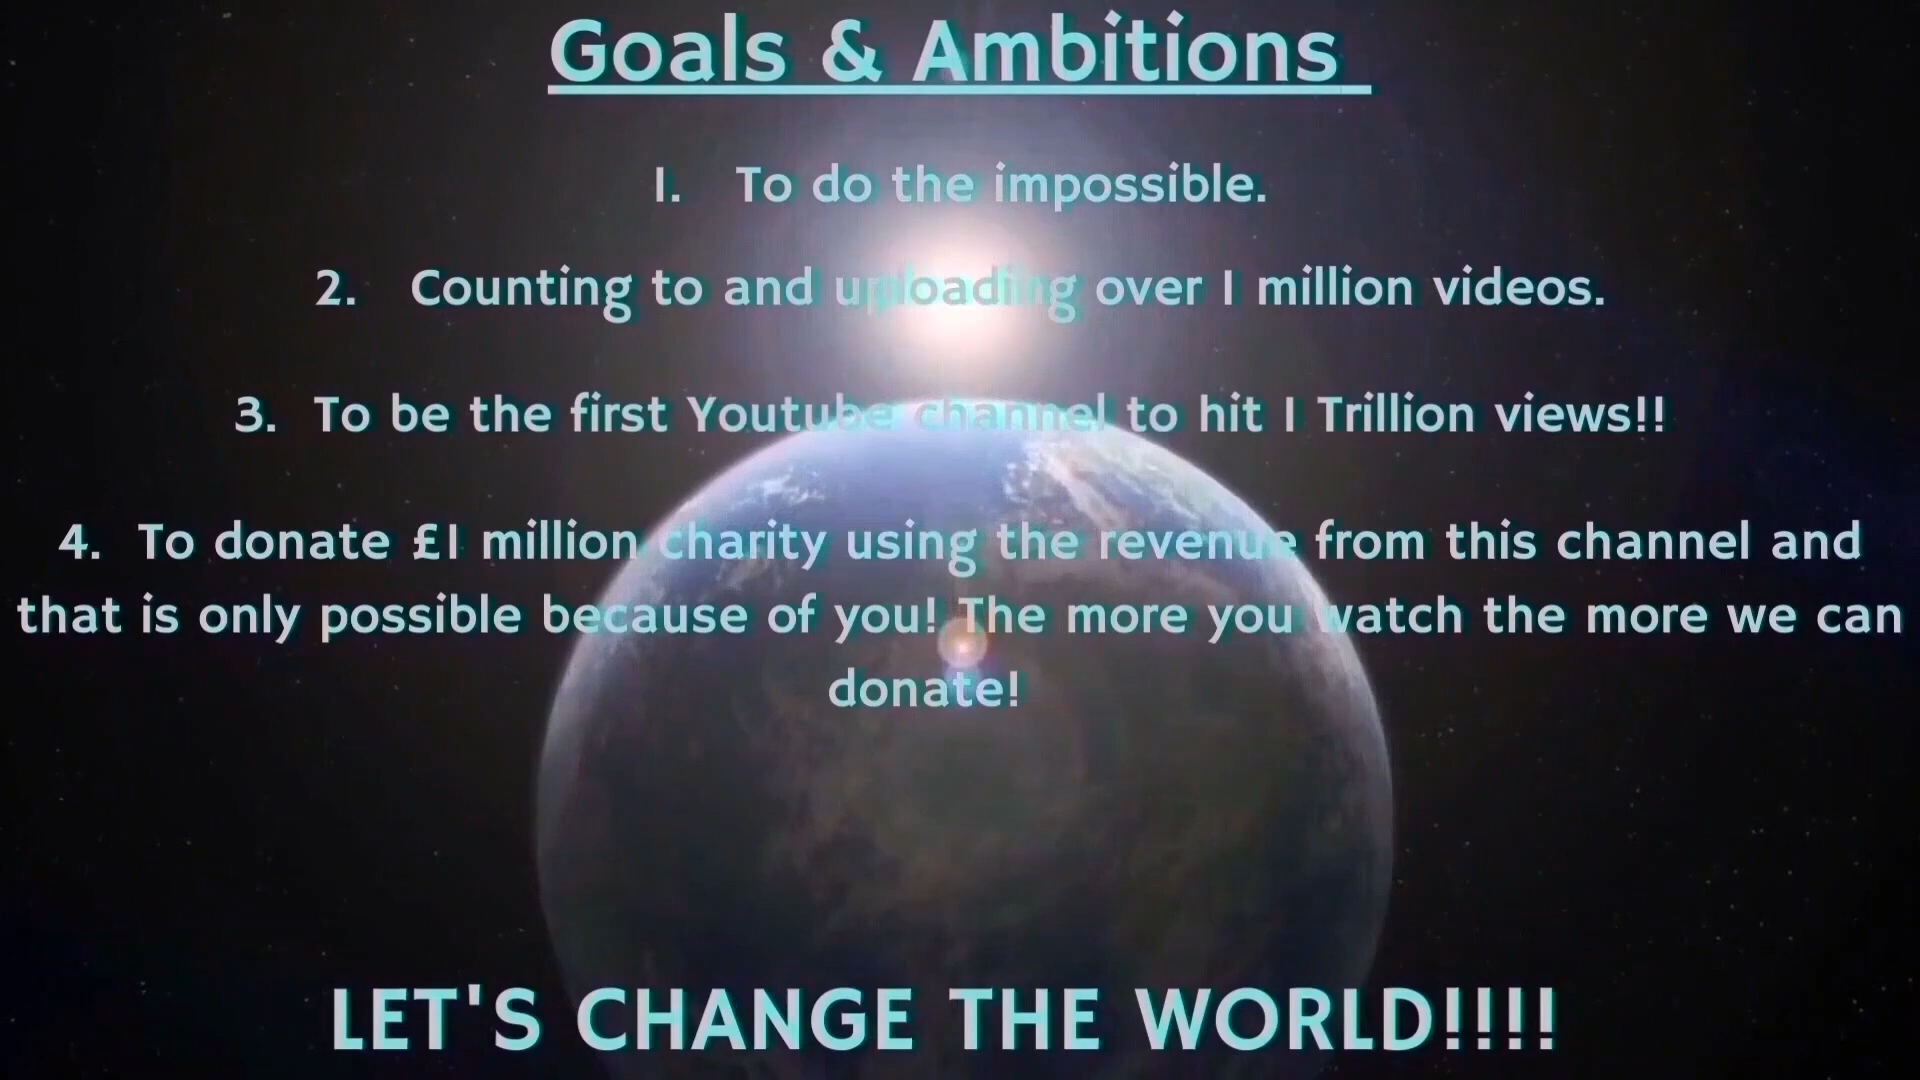 Goals & Ambitions
1. To do the impossible.
2. Counting to and uploading over 1 million videos.
3. To be the first Youtube channel to hit 1 Trillion views!!
4. To donate £1 million charity using the revenue from this channel and
that is only possible because of you! The more you watch the more we can
donate!
LET'S CHANGE THE WORLD!!!!